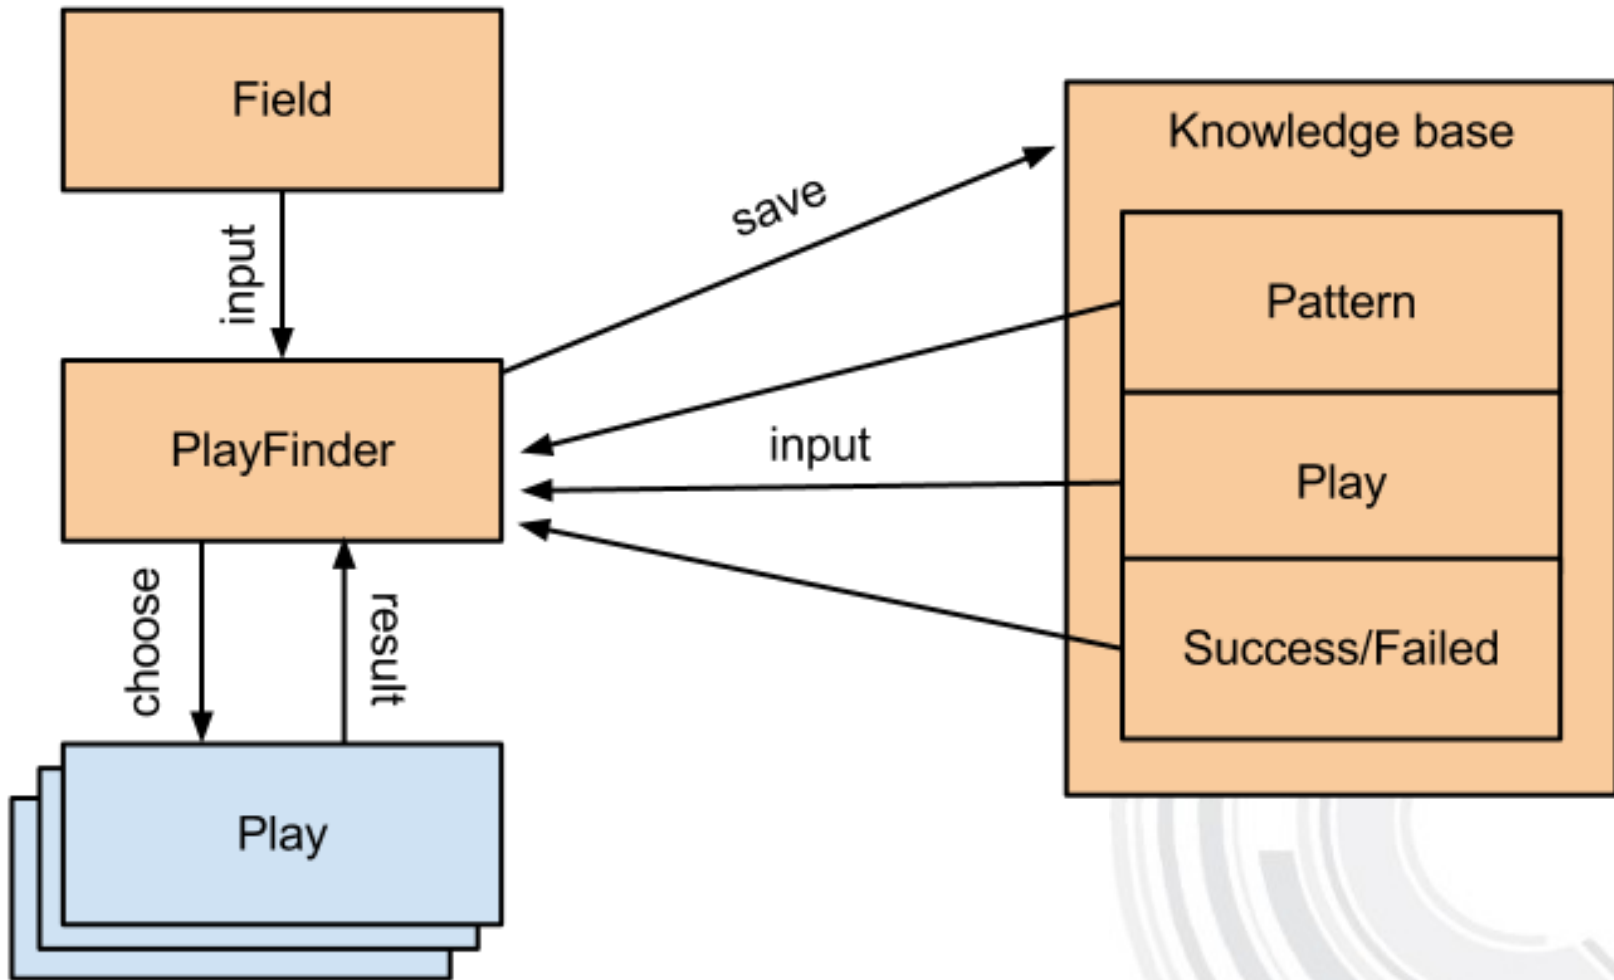 Field
input
PlayFinder
choose
result
Play
save
input
Knowledge base
Pattern
Play
Success/Failed